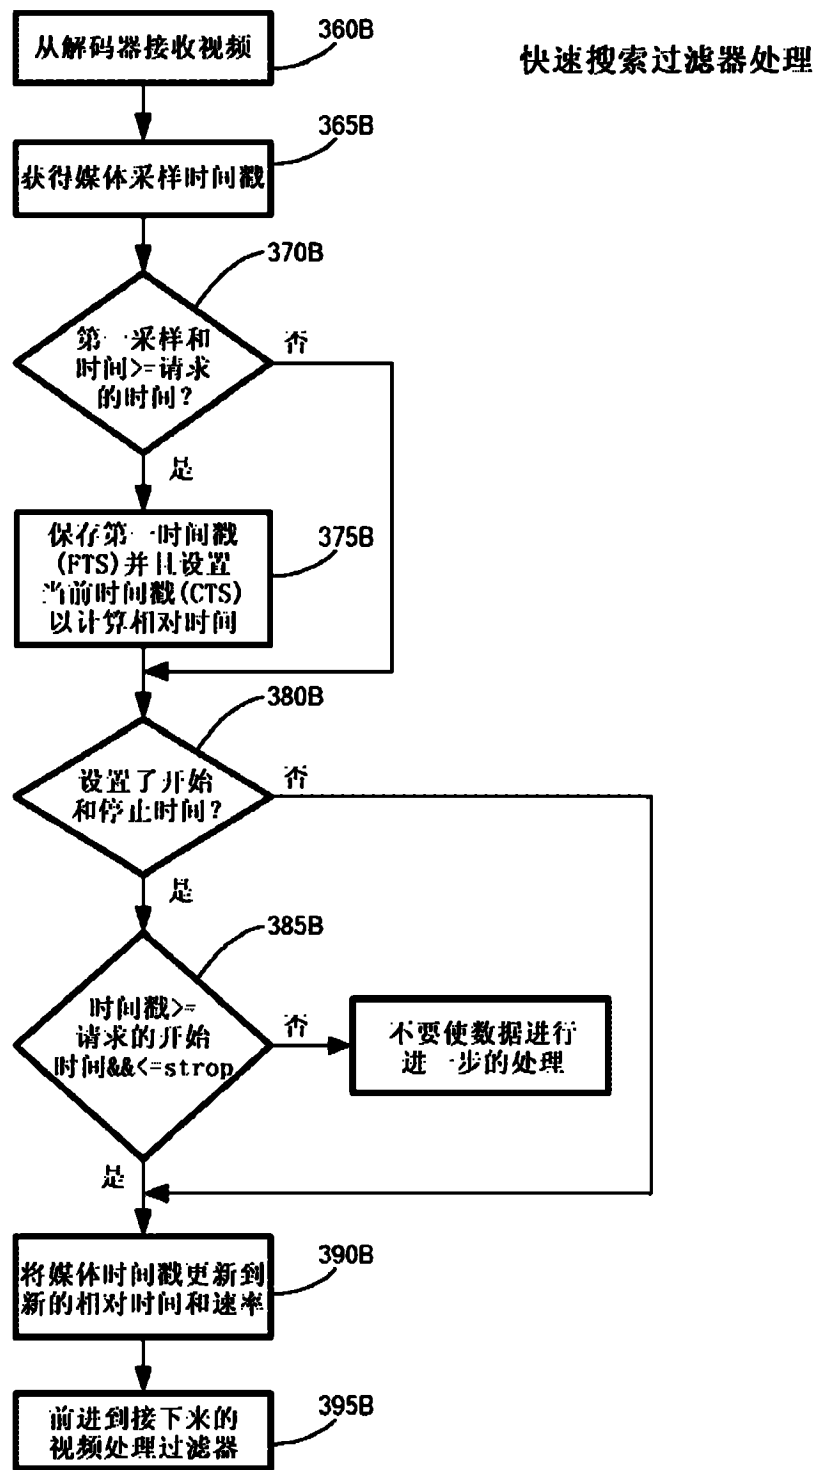 从解码器接收视频
360B
快速搜索过滤器处理
365B
获得媒体采样时间戳
370B
第一采样和
时间>=请求
的时间?
否
是
保存第一时间戳
(FTS)并且设置
当前时间戳(CTS)
以计算相对时间
375B
380B
设置了开始
和停止时间?
否
是
385B
时间戳>=
请求的开始
时间&&<=strop
否
不要使数据进行
进一步的处理
是
将媒体时间戳更新到
新的相对时间和速率
390B
前进到接下来的
视频处理过滤器
395B